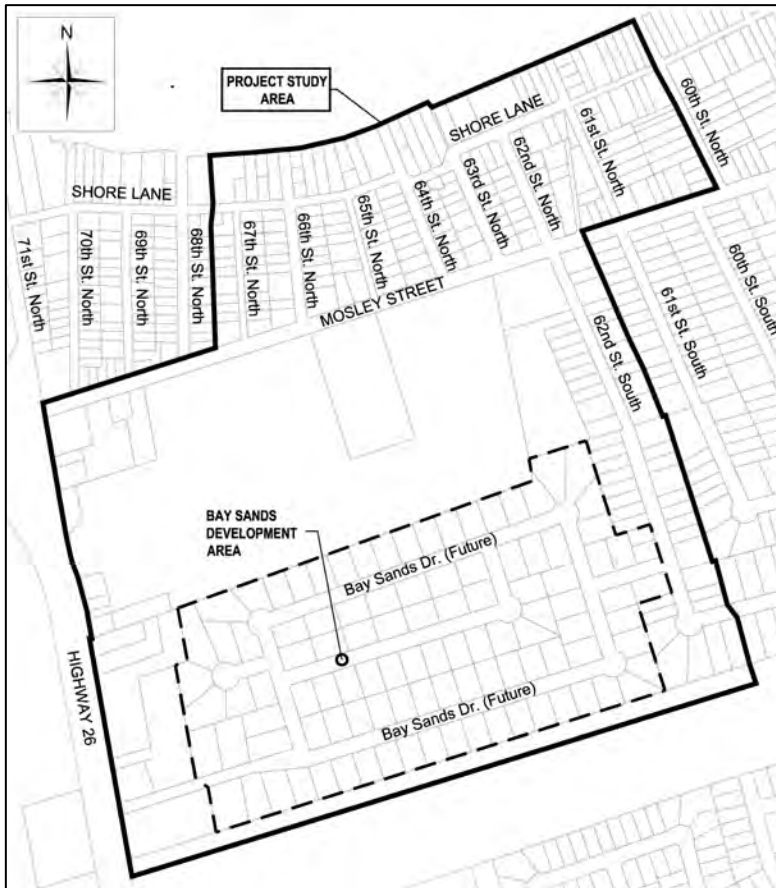 N
PROJECT STUDY
AREA
SHORE LANE
60th St. North
61st St. North
62nd St. North
63rd St. North
64th St. North
65th St. North
66th St. North
67th St. North
68th St. North
69th St. North
70th St. North
71st St. North
SHORE LANE
MOSLEY STREET
60th St. South
61st St. South
62nd St. South
BAY SANDS
DEVELOPMENT
AREA
Bay Sands Dr. (Future)
Bay Sands Dr. (Future)
HIGHWAY 26